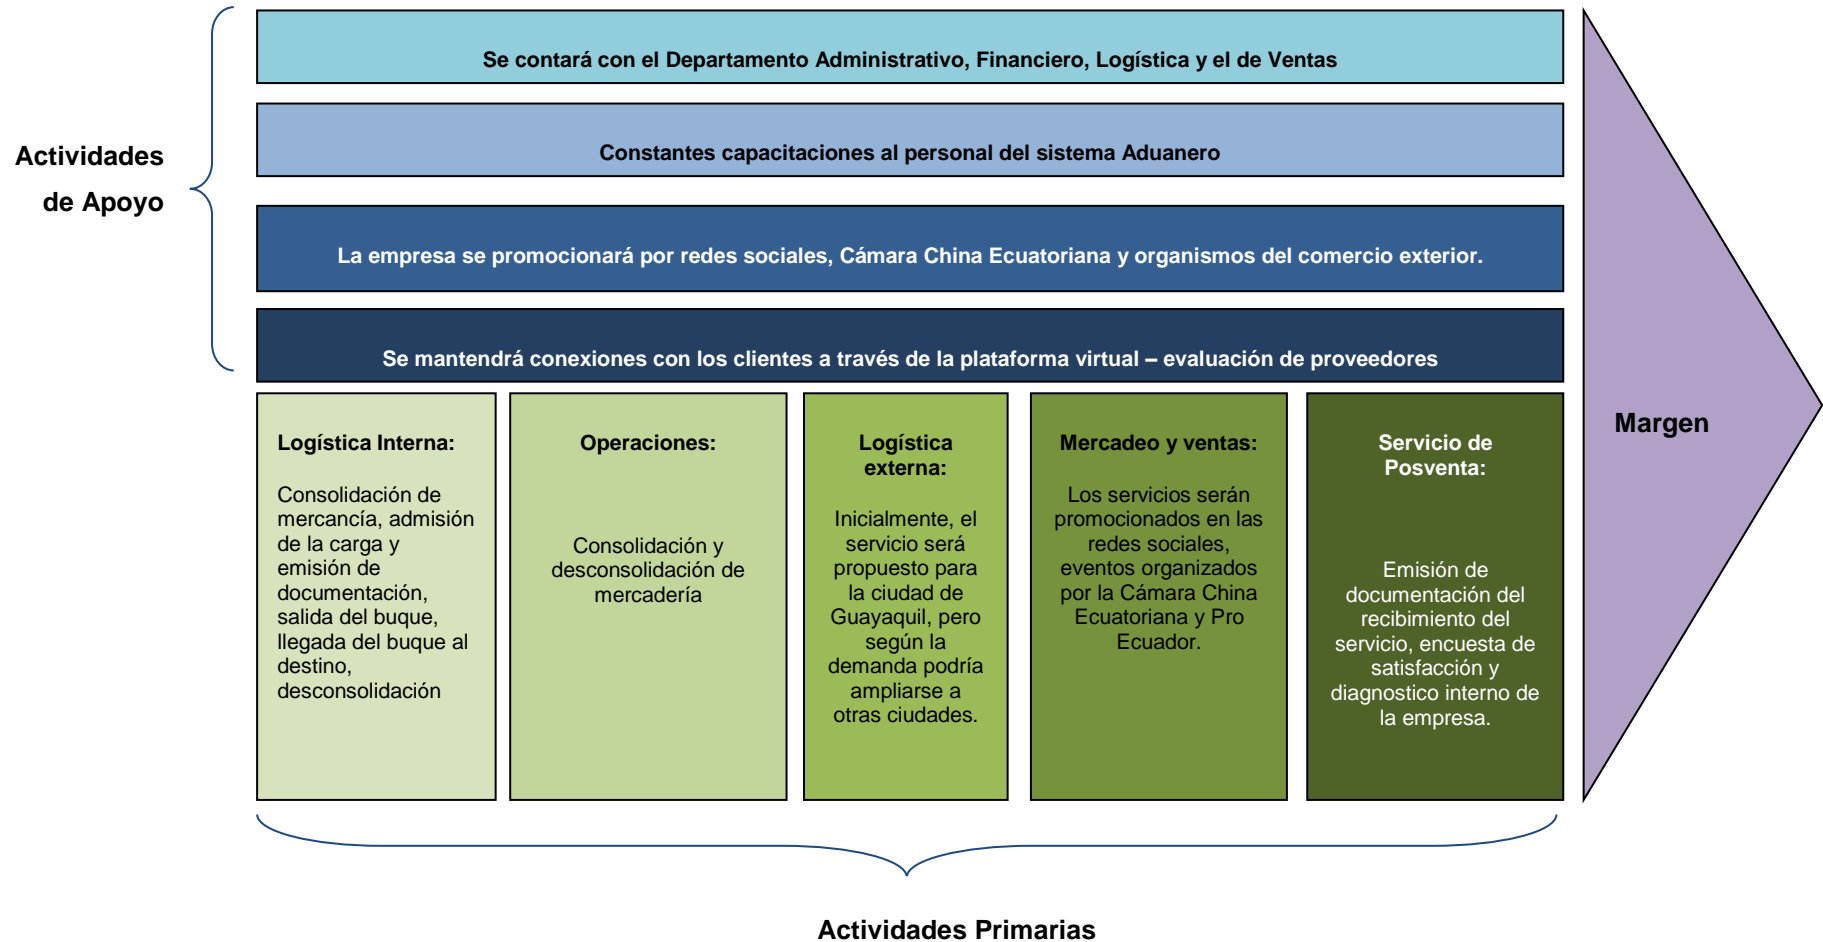 Se contará con el Departamento Administrativo, Financiero, Logística y el de Ventas
Constantes capacitaciones al personal del sistema Aduanero
Actividades
de Apoyo
La empresa se promocionará por redes sociales, Cámara China Ecuatoriana y organismos del comercio exterior.
Se mantendrá conexiones con los clientes a través de la plataforma virtual – evaluación de proveedores
Logística Interna:
Consolidación de
mercancía, admisión
de la carga y
emisión de
documentación,
salida del buque,
llegada del buque al
destino,
desconsolidación
Operaciones:
Consolidación y
desconsolidación de
mercadería
Logística
externa:
Inicialmente, el
servicio será
propuesto para
la ciudad de
Guayaquil, pero
según la
demanda podría
ampliarse a
otras ciudades.
Mercadeo y ventas:
Los servicios serán
promocionados en las
redes sociales,
eventos organizados
por la Cámara China
Ecuatoriana y Pro
Ecuador.
Servicio de
Posventa:
Emisión de
documentación del
recibimiento del
servicio, encuesta de
satisfacción y
diagnostico interno de
la empresa.
Margen
Actividades Primarias